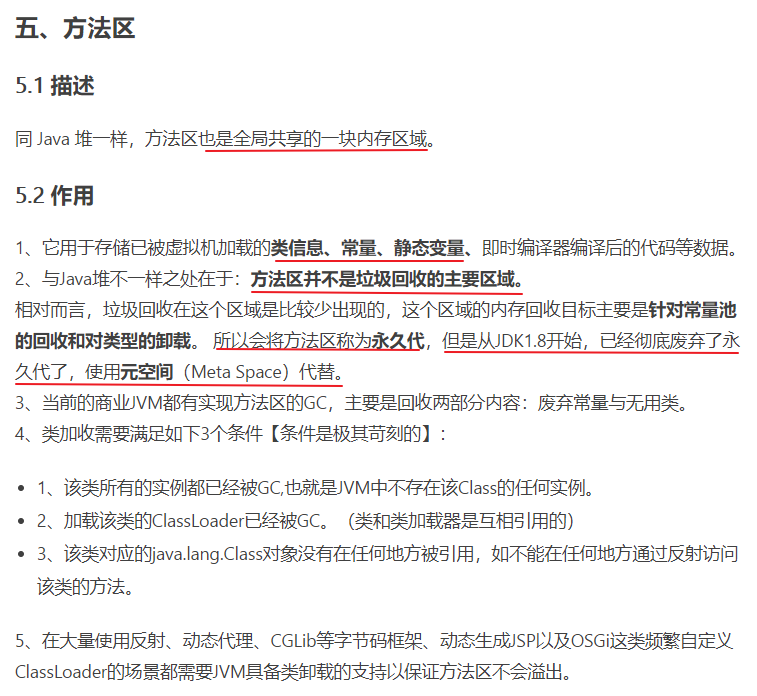 五、方法区
5.1 描述
同 Java 堆一样，方法区也是全局共享的一块内存区域。
5.2 作用
1、它用于存储已被虚拟机加载的类信息、常量、静态变量、即时编译器编译后的代码等数据。
2、与Java堆不一样之处在于：方法区并不是垃圾回收的主要区域。
相对而言，垃圾回收在这个区域是比较少出现的，这个区域的内存回收目标主要是针对常量池
的回收和对类型的卸载。 所以会将方法区称为永久代，但是从JDK1.8开始，已经彻底废弃了永
久代了，使用元空间（Meta Space）代替。
3、当前的商业JVM都有实现方法区的GC，主要是回收两部分内容：废弃常量与无用类。
4、类加收需要满足如下3个条件【条件是极其苛刻的】：
• 1、该类所有的实例都已经被GC,也就是JVM中不存在该Class的任何实例。
• 2、加载该类的ClassLoader已经被GC。（类和类加载器是互相引用的）
• 3、该类对应的java.lang.Class对象没有在任何地方被引用，如不能在任何地方通过反射访问
该类的方法。
5、在大量使用反射、动态代理、CGLib等字节码框架、动态生成JSP以及OSGi这类频繁自定义
ClassLoader的场景都需要JVM具备类卸载的支持以保证方法区不会溢出。